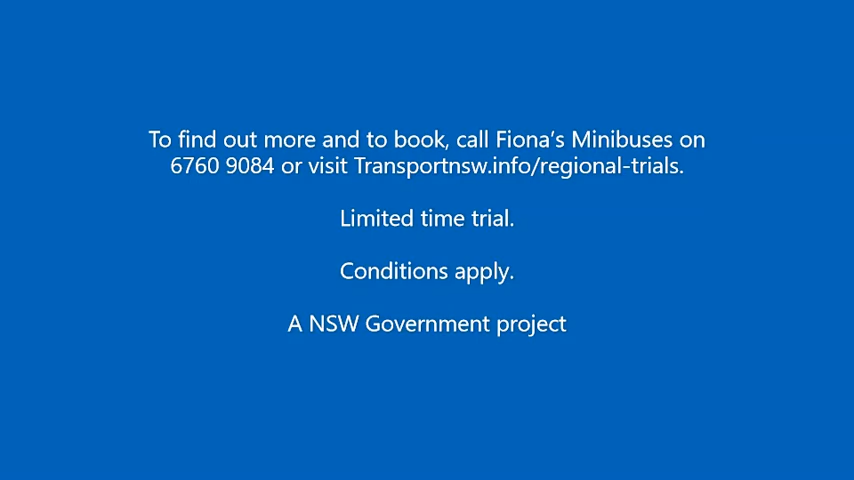 To find out more and to book, call Fiona's Minibuses on
6760 9084 or visit Transportnsw.info/regional-trials.
Limited time trial.
Conditions apply.
A NSW Government project